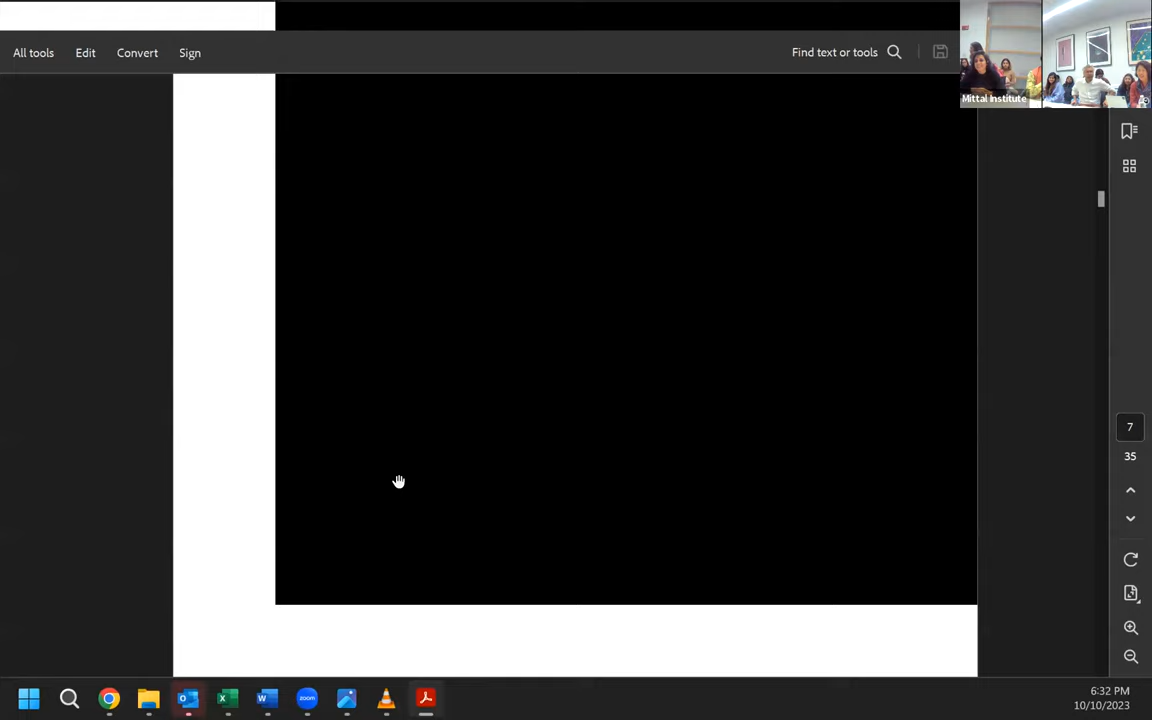 All tools Edit Convert Sign
Find text or tools
Mittal Institute
7
35
6:32 PM
10/10/2023